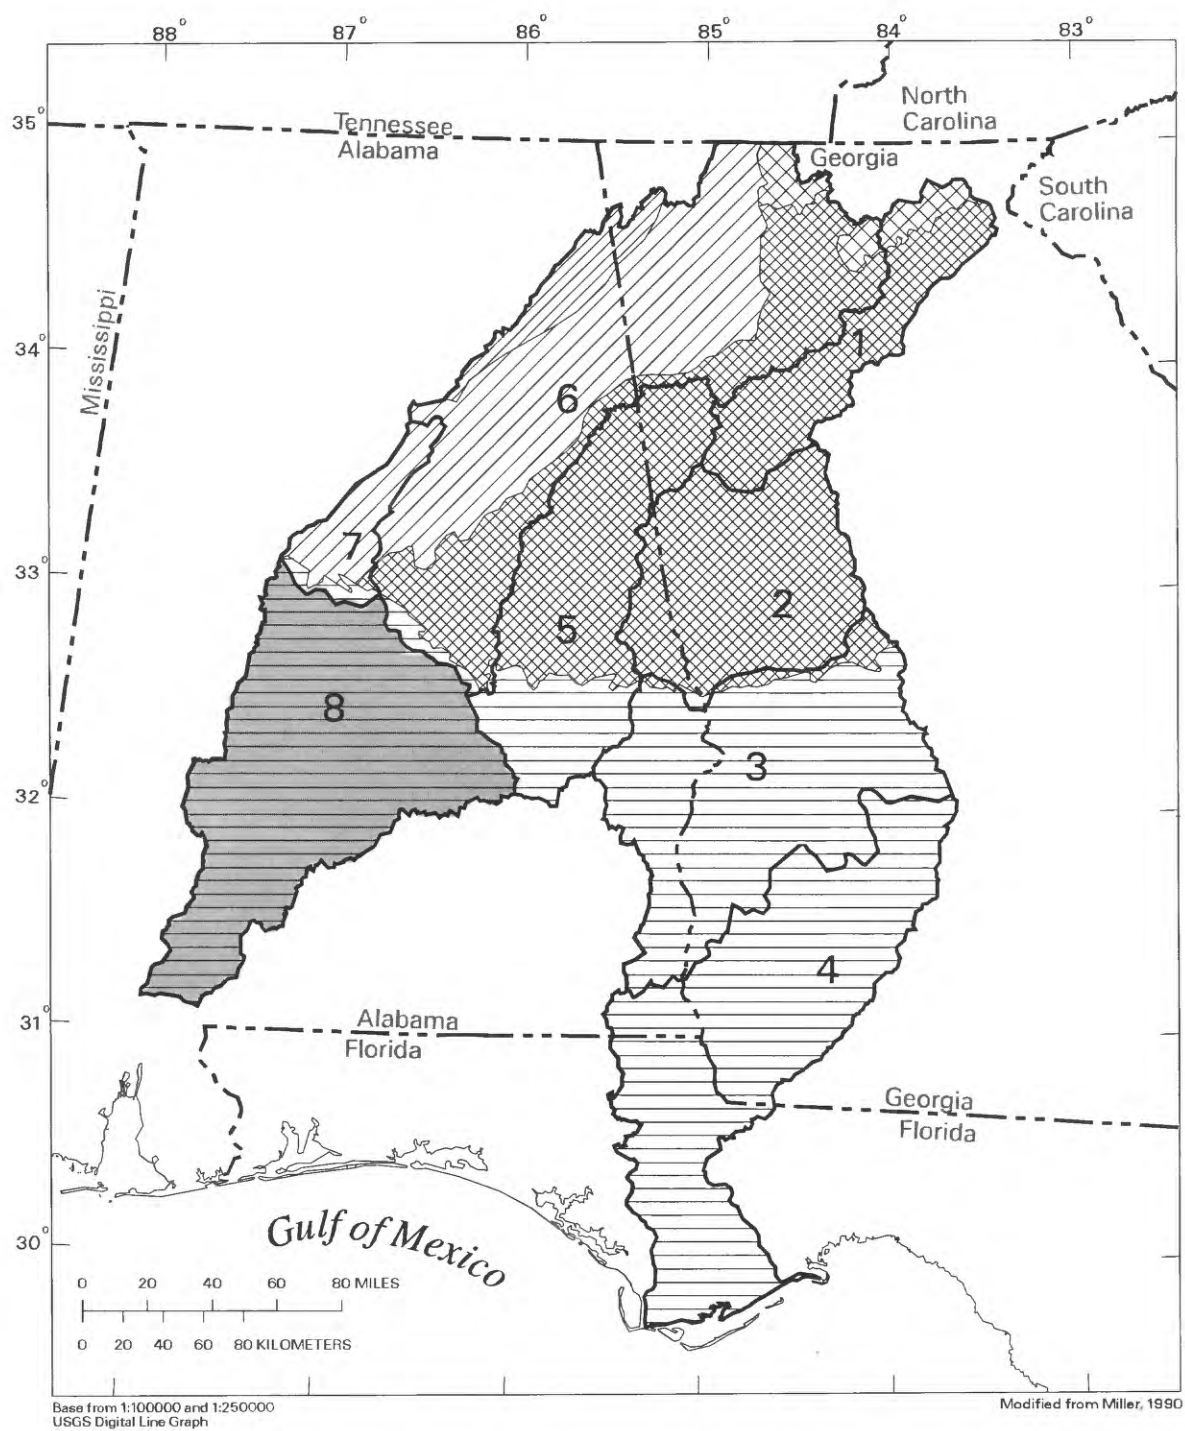 88° 87° 86° 85° 84° 83°
35°
Tennessee
Alabama
North
Carolina
Georgia
South
Carolina
Mississippi
34°
1
6
7
33°
5
2
8
3
32°
4
31°
Alabama
Florida
Georgia
Florida
30°
Gulf of Mexico
0 20 40 60 80 MILES
0 20 40 60 80 KILOMETERS
Base from 1:100000 and 1:250000
USGS Digital Line Graph
Modified from Miller, 1990